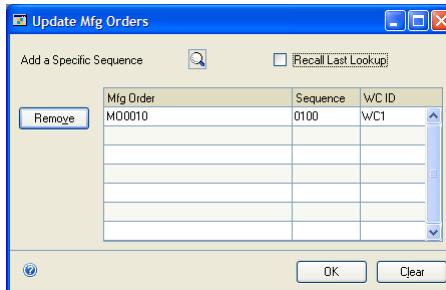 Update Mfg Orders
Add a Specific Sequence
Recall Last Lookup
Remove
Mfg Order Sequence WC ID
MO0010 0100 WC1
OK Clear